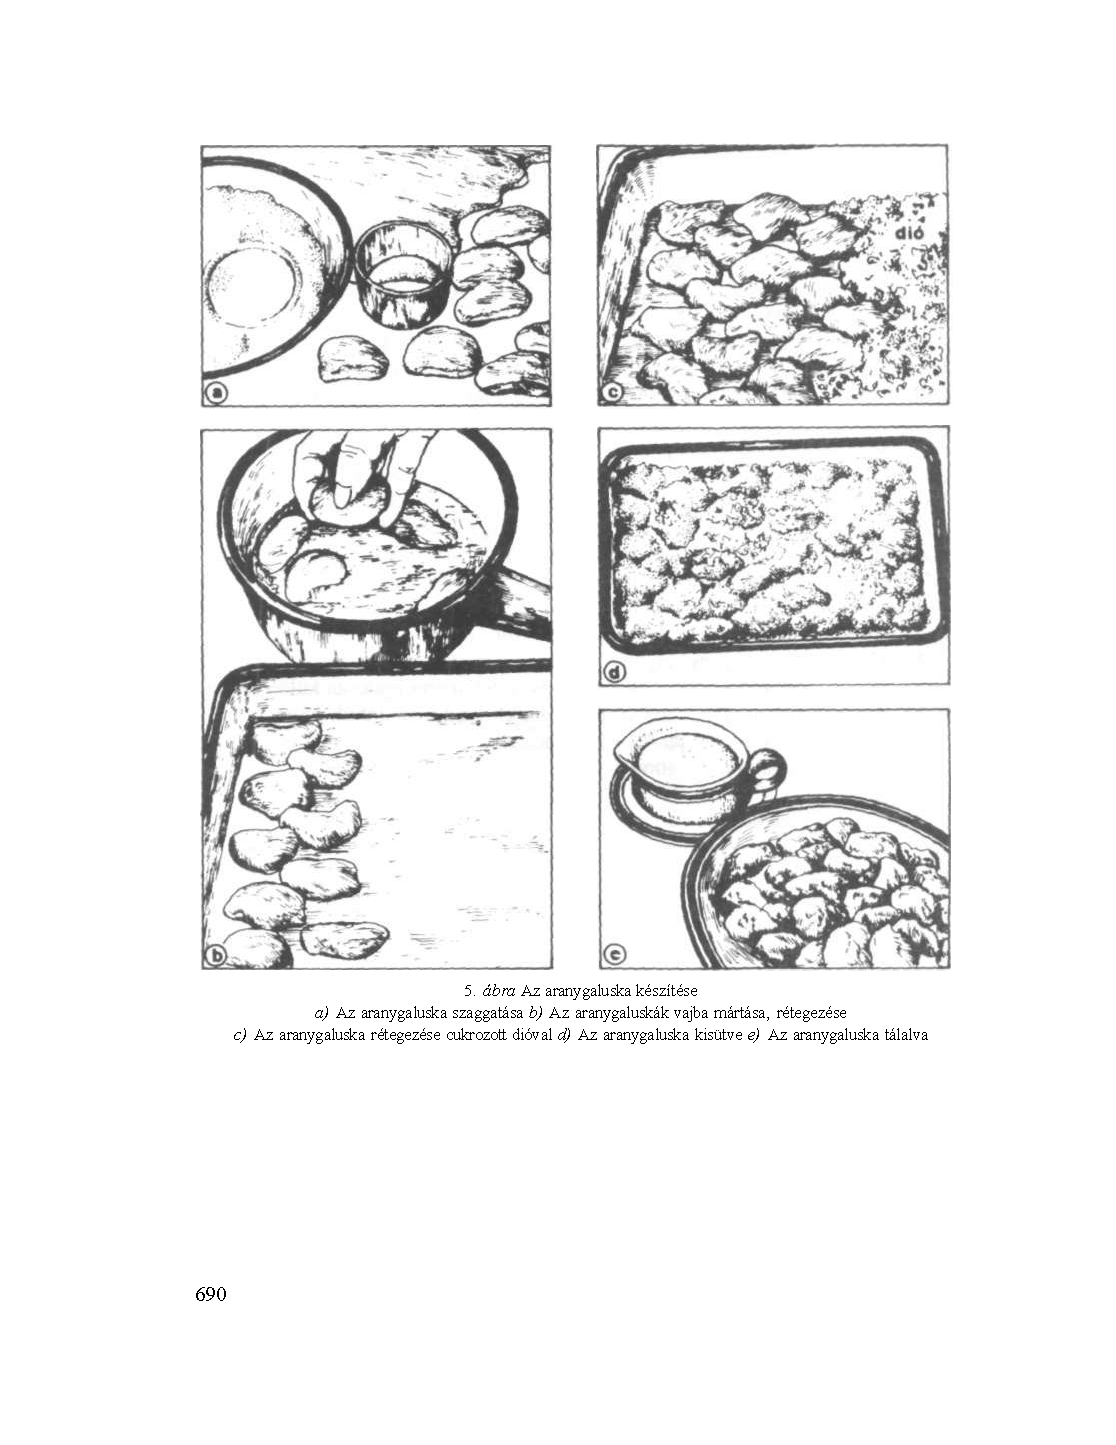 a
dió
c
b
d
e
5. ábra Az aranygaluska készítése
a) Az aranygaluska szaggatása b) Az aranygaluskák vajba mártása, rétegezése
c) Az aranygaluska rétegezése cukrozott dióval d) Az aranygaluska kisütve e) Az aranygaluska tálalva
690